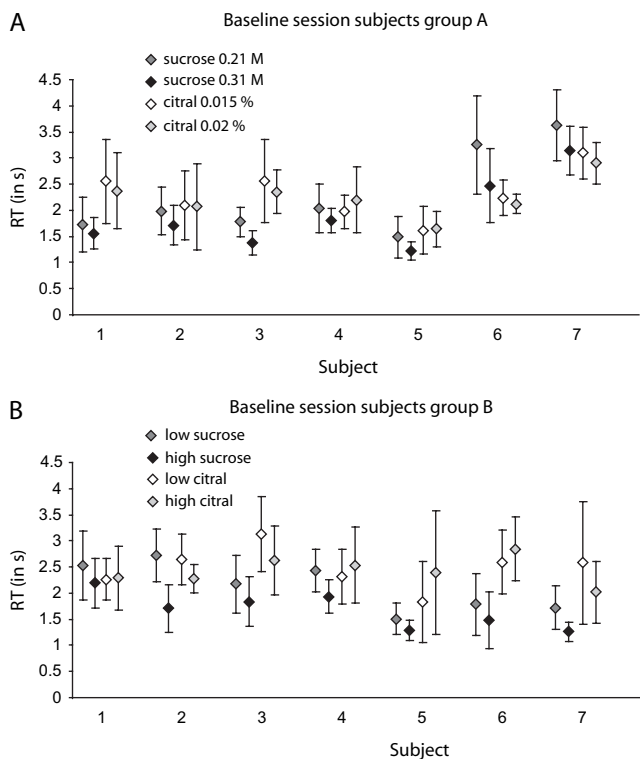 A
Baseline session subjects group A
sucrose 0.21 M
sucrose 0.31 M
citral 0.015 %
citral 0.02 %
RT (in s)
4.5
4
3.5
3
2.5
2
1.5
1
0.5
0
1 2 3 4 5 6 7
Subject
B
Baseline session subjects group B
low sucrose
high sucrose
low citral
high citral
RT (in s)
4.5
4
3.5
3
2.5
2
1.5
1
0.5
0
1 2 3 4 5 6 7
Subject